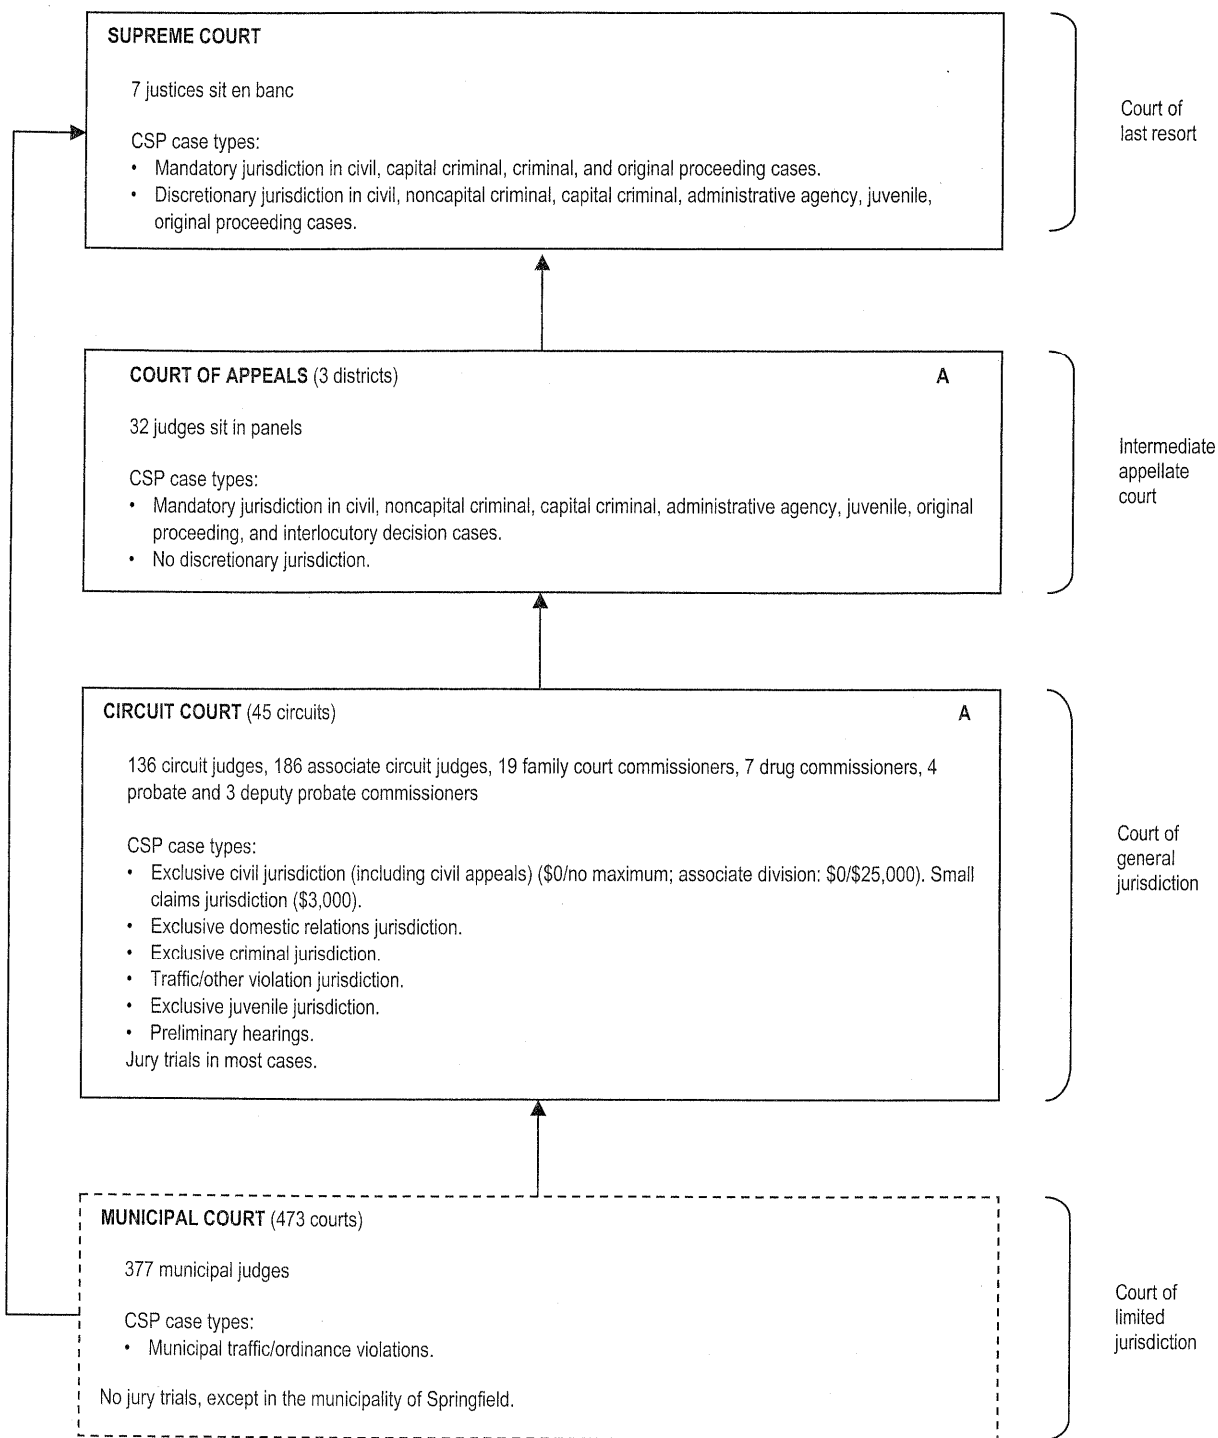 SUPREME COURT
7 justices sit en banc
CSP case types:
• Mandatory jurisdiction in civil, capital criminal, criminal, and original proceeding cases.
• Discretionary jurisdiction in civil, noncapital criminal, capital criminal, administrative agency, juvenile,
original proceeding cases.
Court of
last resort
COURT OF APPEALS (3 districts) A
32 judges sit in panels
CSP case types:
• Mandatory jurisdiction in civil, noncapital criminal, capital criminal, administrative agency, juvenile, original
proceeding, and interlocutory decision cases.
• No discretionary jurisdiction.
Intermediate
appellate
court
CIRCUIT COURT (45 circuits) A
136 circuit judges, 186 associate circuit judges, 19 family court commissioners, 7 drug commissioners, 4
probate and 3 deputy probate commissioners
CSP case types:
• Exclusive civil jurisdiction (including civil appeals) ($0/no maximum; associate division: $0/$25,000). Small
claims jurisdiction ($3,000).
• Exclusive domestic relations jurisdiction.
• Exclusive criminal jurisdiction.
• Traffic/other violation jurisdiction.
• Exclusive juvenile jurisdiction.
• Preliminary hearings.
Jury trials in most cases.
Court of
general
jurisdiction
MUNICIPAL COURT (473 courts)
377 municipal judges
CSP case types:
• Municipal traffic/ordinance violations.
No jury trials, except in the municipality of Springfield.
Court of
limited
jurisdiction